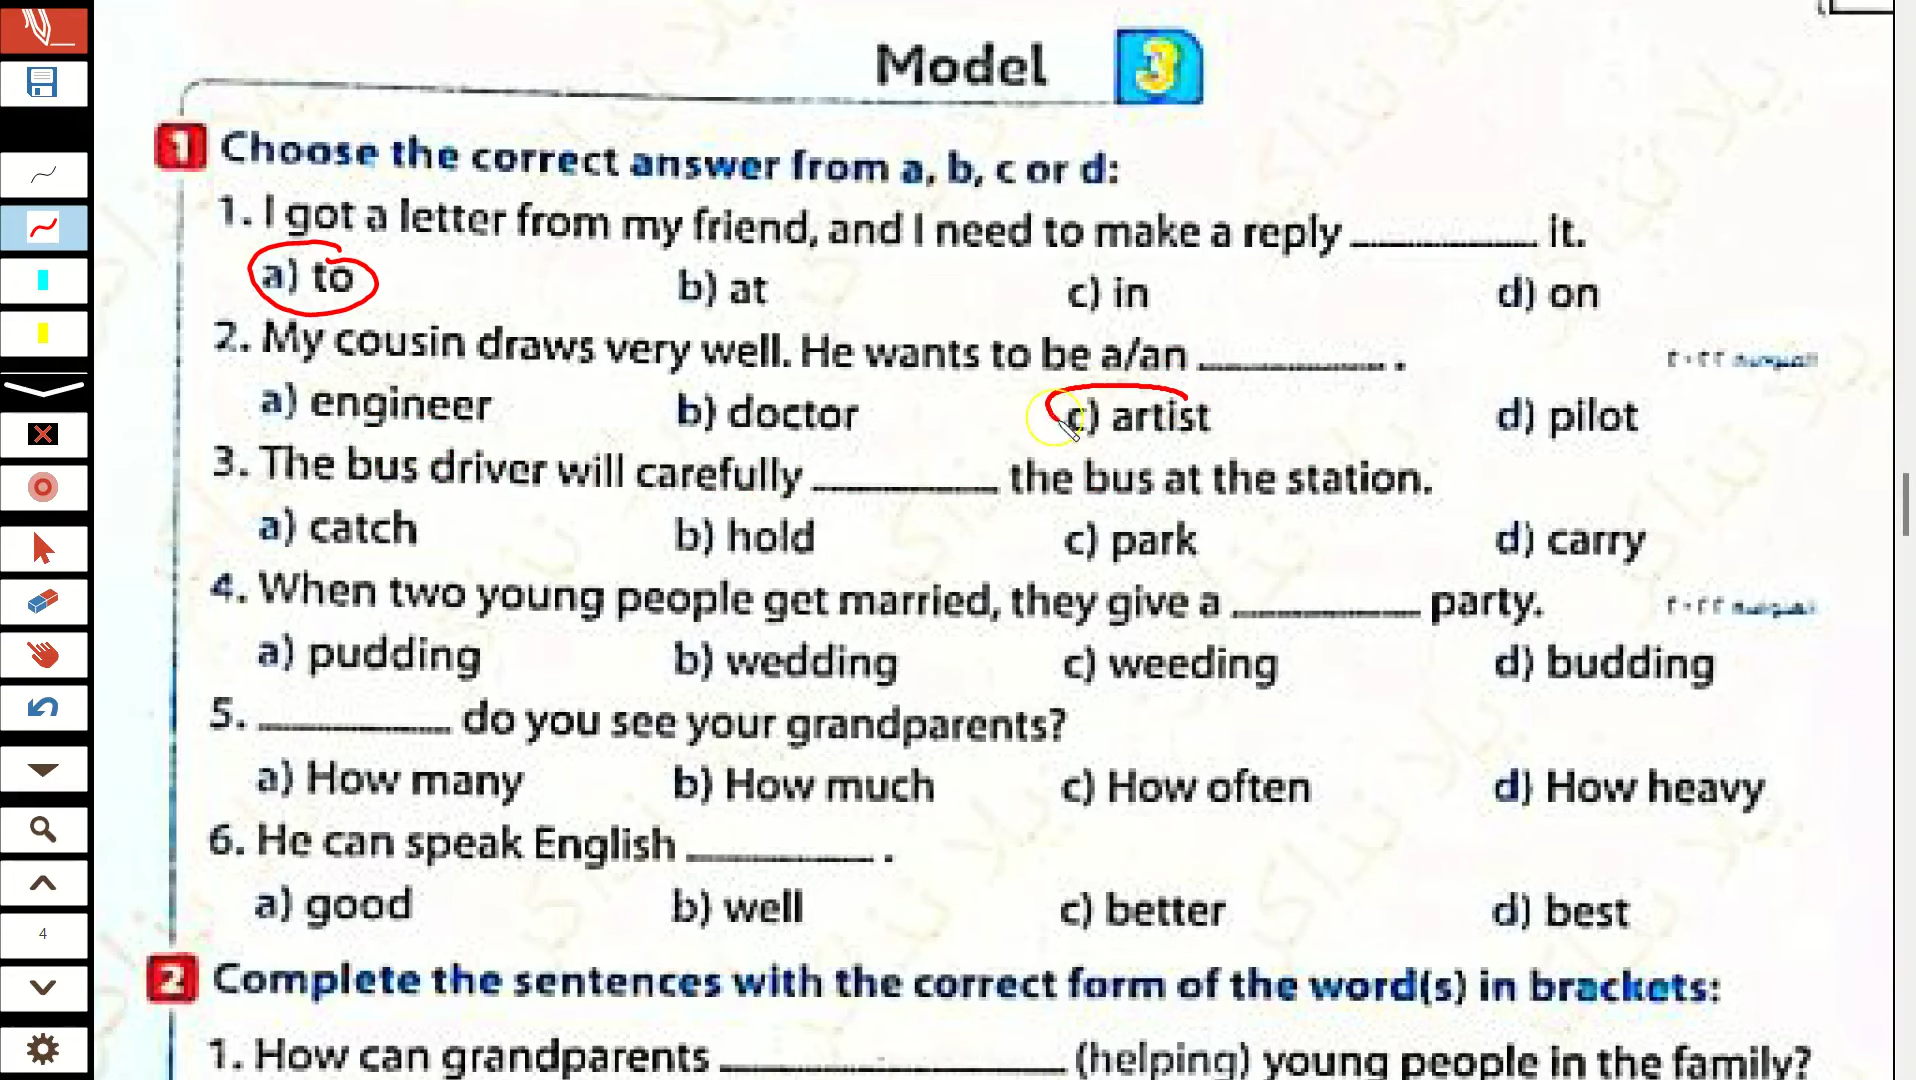 Model 3
1 Choose the correct answer from a, b, c or d:
1. I got a letter from my friend, and I need to make a reply ________ it.
a) to b) at c) in d) on
2. My cousin draws very well. He wants to be a/an ________ .
a) engineer b) doctor c) artist d) pilot
3. The bus driver will carefully ________ the bus at the station.
a) catch b) hold c) park d) carry
4. When two young people get married, they give a ________ party.
a) pudding b) wedding c) weeding d) budding
5. ________ do you see your grandparents?
a) How many b) How much c) How often d) How heavy
6. He can speak English ________ .
a) good b) well c) better d) best
2 Complete the sentences with the correct form of the word(s) in brackets:
1. How can grandparents ________ (helping) young people in the family?
4